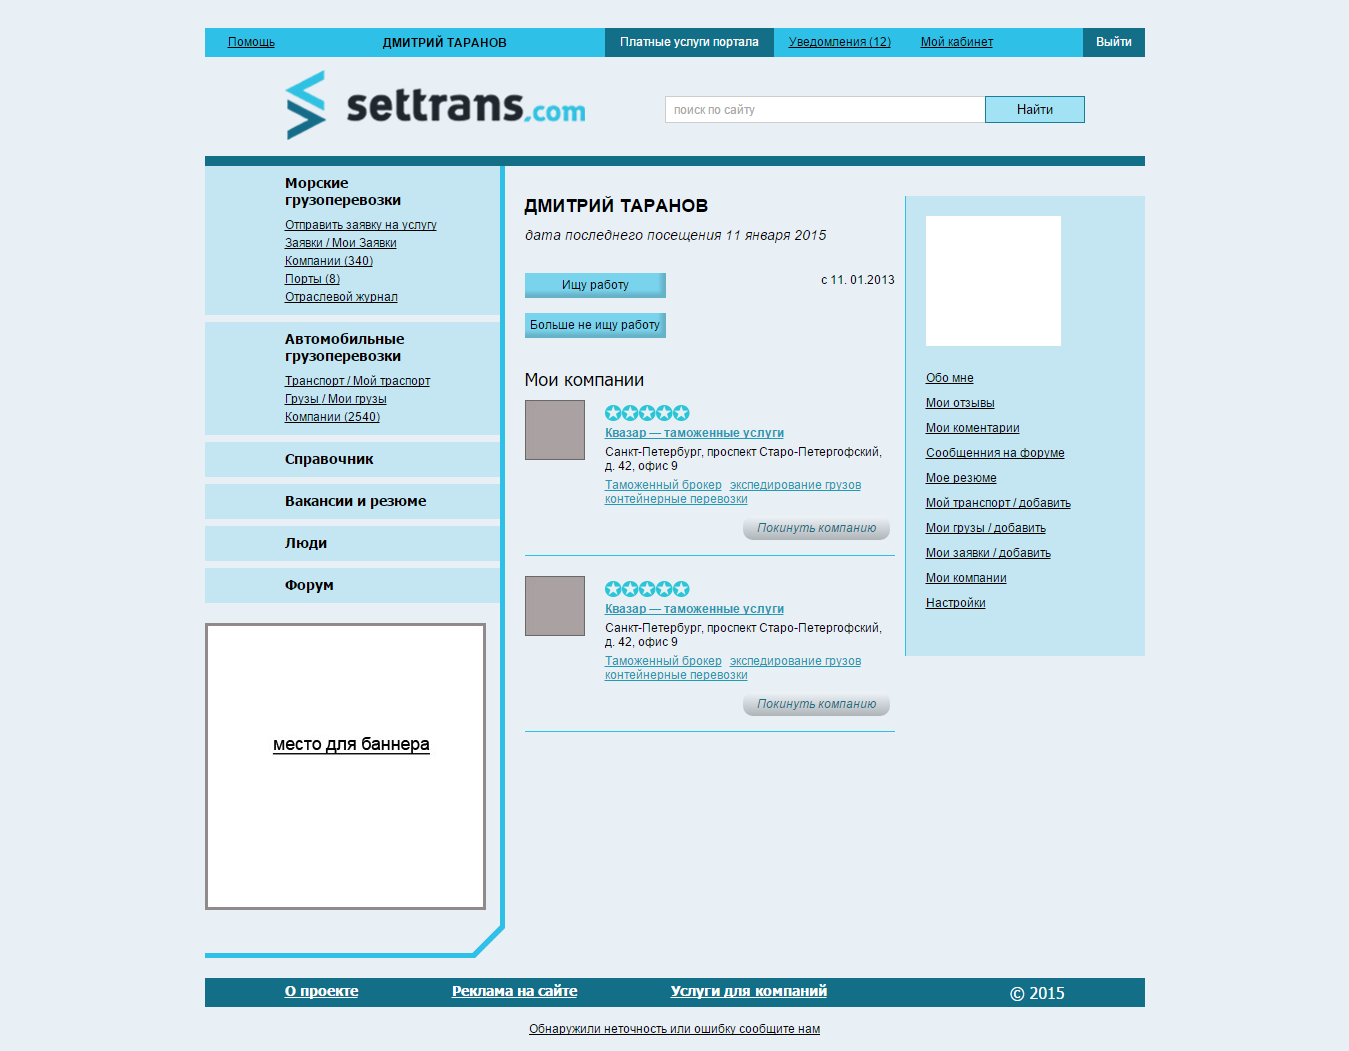 Помощь
ДМИТРИЙ ТАРАНОВ
Платные услуги портала
Уведомления (12)
Мой кабинет
Выйти
settrans.com
поиск по сайту
Найти
Морские
грузоперевозки
Отправить заявку на услугу
Заявки / Мои Заявки
Компании (340)
Порты (8)
Отраслевой журнал
Автомобильные
грузоперевозки
Транспорт / Мой траспорт
Грузы / Мои грузы
Компании (2540)
Справочник
Вакансии и резюме
Люди
Форум
место для баннера
ДМИТРИЙ ТАРАНОВ
дата последнего посещения 11 января 2015
Ищу работу
с 11. 01.2013
Больше не ищу работу
Мои компании
Квазар — таможенные услуги
Санкт-Петербург, проспект Старо-Петергофский,
д. 42, офис 9
Таможенный брокер экспедирование грузов
контейнерные перевозки
Покинуть компанию
Квазар — таможенные услуги
Санкт-Петербург, проспект Старо-Петергофский,
д. 42, офис 9
Таможенный брокер экспедирование грузов
контейнерные перевозки
Покинуть компанию
Обо мне
Мои отзывы
Мои коментарии
Сообщенния на форуме
Мое резюме
Мой транспорт / добавить
Мои грузы / добавить
Мои заявки / добавить
Мои компании
Настройки
О проекте
Реклама на сайте
Услуги для компаний
© 2015
Обнаружили неточность или ошибку сообщите нам